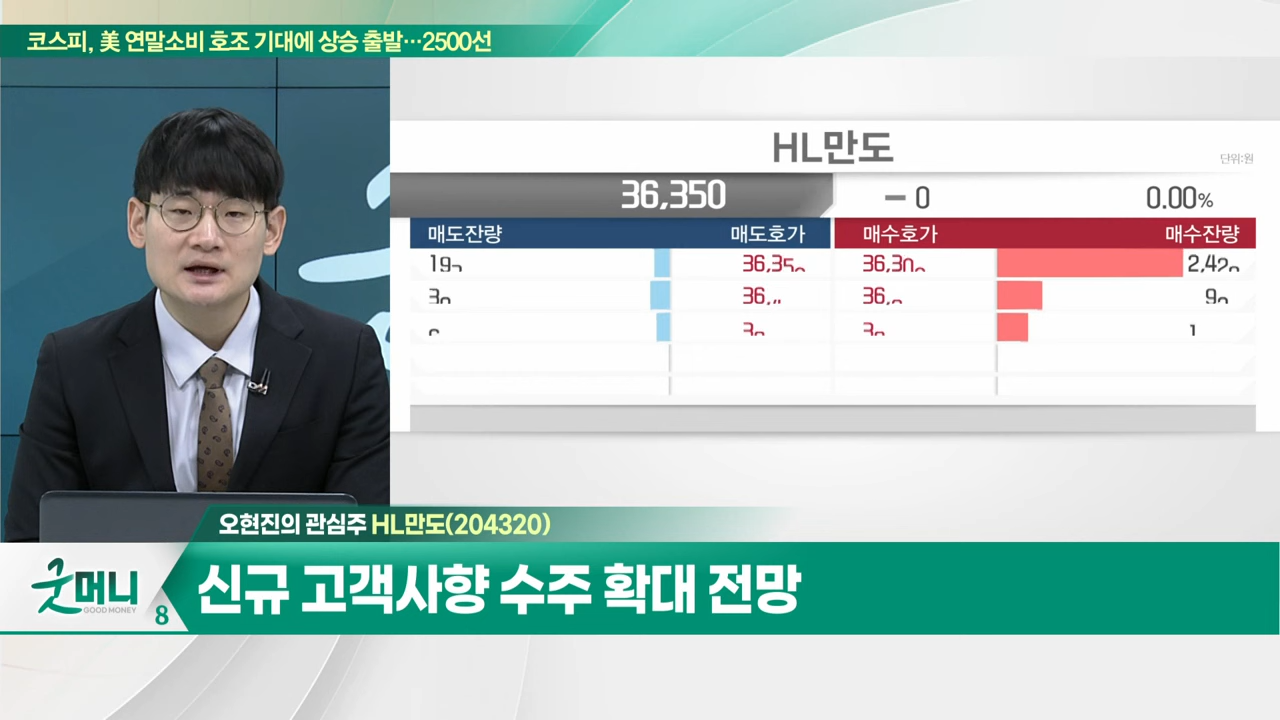 코스피, 美 연말소비 호조 기대에 상승 출발…2500선
HL만도
단위:원
36,350 0 0.00%
매도잔량 매도호가 매수호가 매수잔량
오현진의 관심주 HL만도(204320)
굿머니
GOOD MONEY
8
신규 고객사향 수주 확대 전망